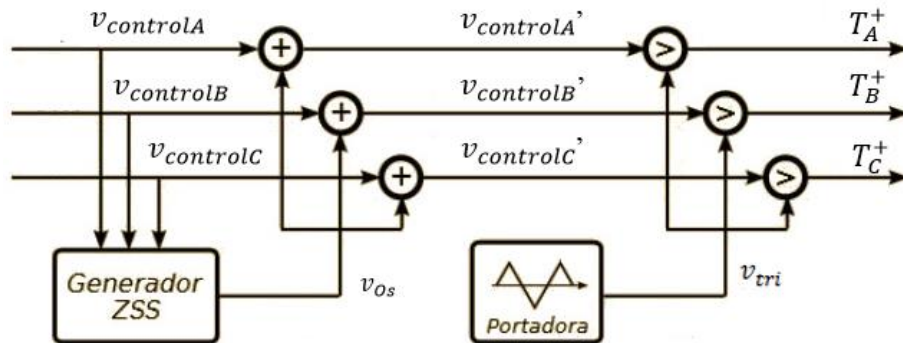 v_controlA
v_controlA'
T_A^+
v_controlB
v_controlB'
T_B^+
v_controlC
v_controlC'
T_C^+
+
+
+
>
>
>
Generador
ZSS
v_Os
Portadora
v_tri